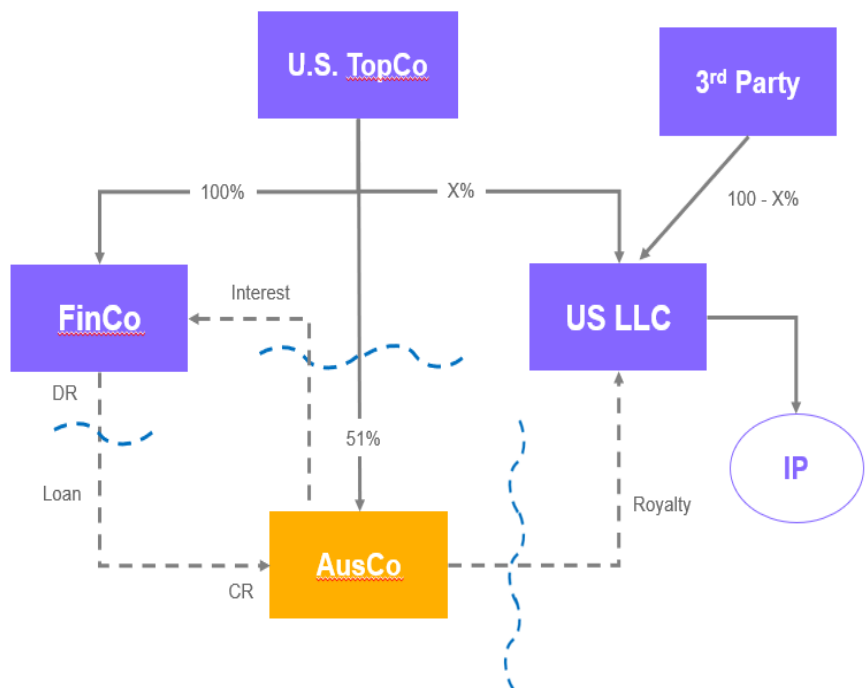 U.S. TopCo
3rd Party
100%
X%
100 - X%
FinCo
Interest
US LLC
DR
51%
IP
Loan
Royalty
AusCo
CR